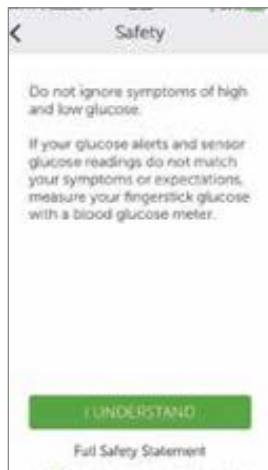 Safety
Do not ignore symptoms of high
and low glucose.
If your glucose alerts and sensor
glucose readings do not match
your symptoms or expectations,
measure your fingerstick glucose
with a blood glucose meter.
I UNDERSTAND
Full Safety Statement